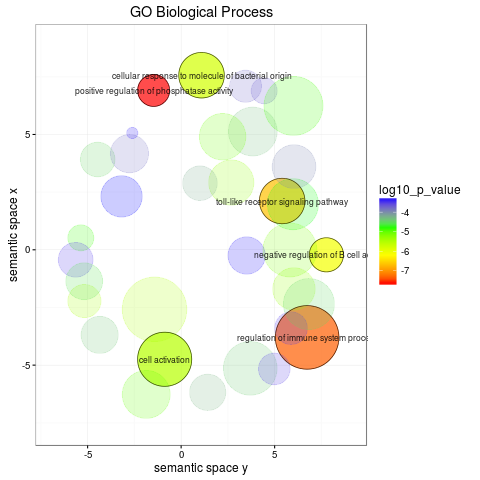 GO Biological Process
cellular response to molecule of bacterial origin
positive regulation of phosphatase activity
toll-like receptor signaling pathway
negative regulation of B cell a
regulation of immune system proc
cell activation
5
0
-5
-5
0
5
semantic space x
semantic space y
log10_p_value
-4
-5
-6
-7